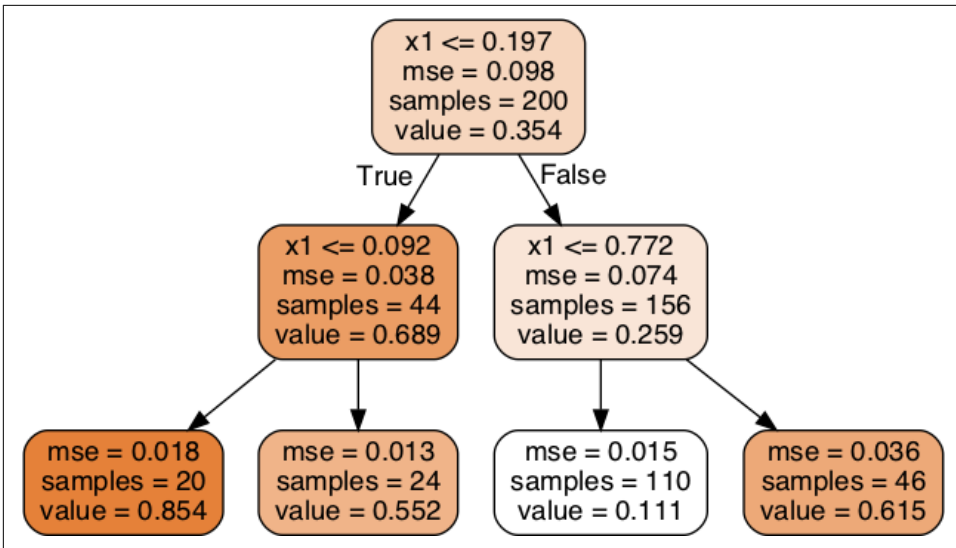 x1 <= 0.197
mse = 0.098
samples = 200
value = 0.354
True
False
x1 <= 0.092
mse = 0.038
samples = 44
value = 0.689
x1 <= 0.772
mse = 0.074
samples = 156
value = 0.259
mse = 0.018
samples = 20
value = 0.854
mse = 0.013
samples = 24
value = 0.552
mse = 0.015
samples = 110
value = 0.111
mse = 0.036
samples = 46
value = 0.615